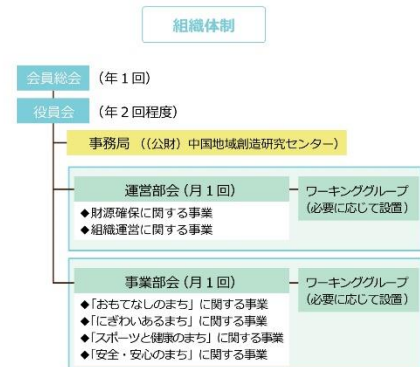 組織体制
会員総会 (年1回)
役員会 (年2回程度)
事務局 ((公財) 中国地域創造研究センター)
運営部会 (月1回)
◆財源確保に関する事業
◆組織運営に関する事業
ワーキンググループ
(必要に応じて設置)
事業部会 (月1回)
◆「おもてなしのまち」に関する事業
◆「にぎわいあるまち」に関する事業
◆「スポーツと健康のまち」に関する事業
◆「安全・安心のまち」に関する事業
ワーキンググループ
(必要に応じて設置)